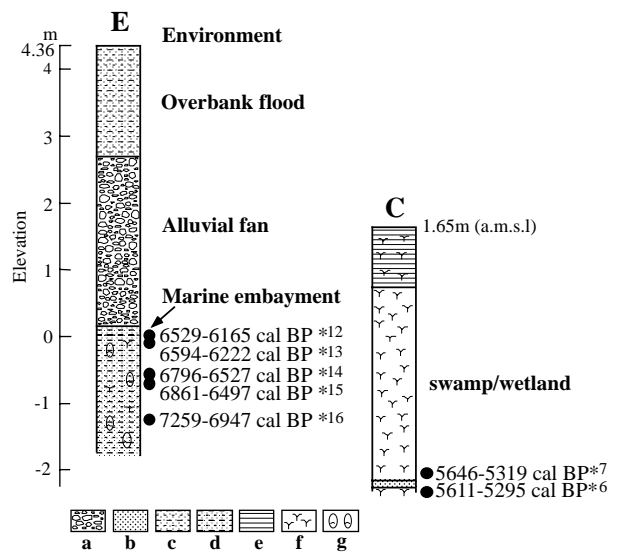 E
m
Environment
4.36
4
Overbank flood
3
C
2
1.65m (a.m.s.l)
Alluvial fan
Elevation
1
Marine embayment
0
6529-6165 cal BP *12
6594-6222 cal BP *13
6796-6527 cal BP *14
swamp/wetland
6861-6497 cal BP *15
-1
7259-6947 cal BP *16
-2
5646-5319 cal BP*7
5611-5295 cal BP*6
a b c d e f g